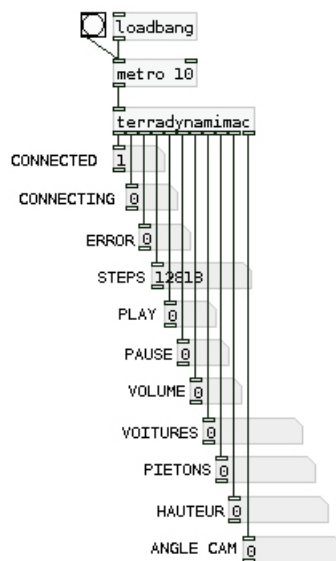 loadbang
metro 10
terradynamimac
CONNECTED 1
CONNECTING 0
ERROR 0
STEPS 12813
PLAY 0
PAUSE 0
VOLUME 0
VOITURES 0
PIETONS 0
HAUTEUR 0
ANGLE CAM 0